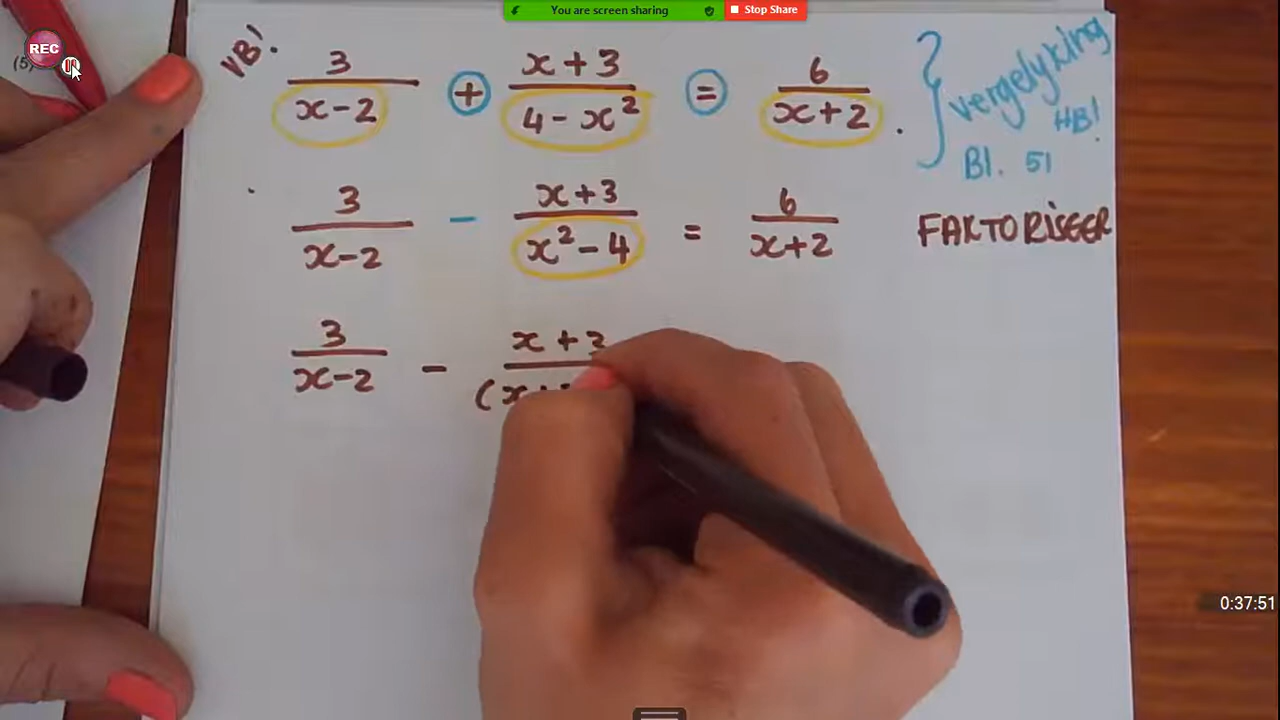 You are screen sharing Stop Share
REC
(5)
VB!
3/(x-2) + (x+3)/(4-x²) = 6/(x+2) .
vergelyking
HB!
Bl. 51
3/(x-2) - (x+3)/(x²-4) = 6/(x+2) FAKTORISEER
3/(x-2) - x+3/(x+
0:37:51